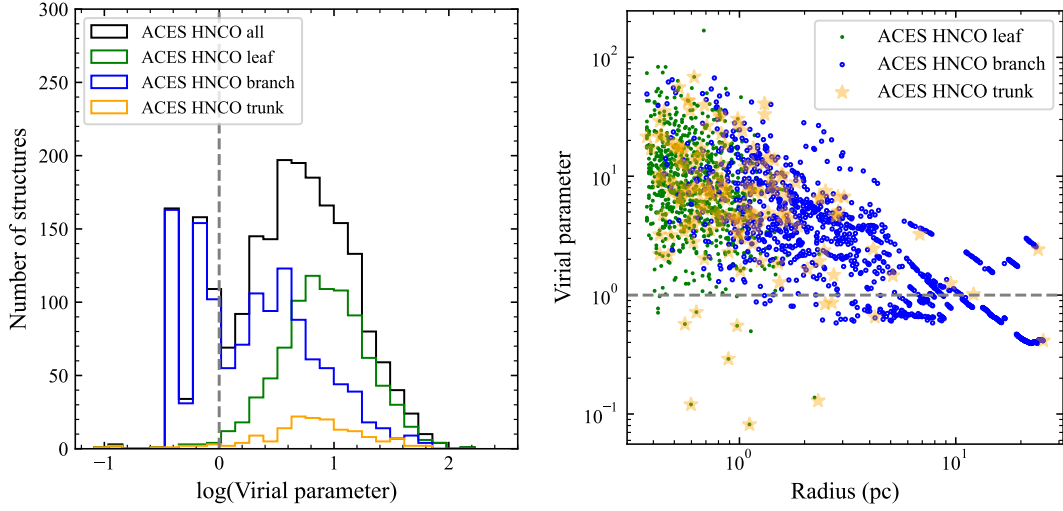 300
250
200
150
100
50
0
Number of structures
−1
0
1
2
log(Virial parameter)
ACES HNCO all
ACES HNCO leaf
ACES HNCO branch
ACES HNCO trunk
10²
10¹
10⁰
10⁻¹
Virial parameter
10⁰
10¹
Radius (pc)
ACES HNCO leaf
ACES HNCO branch
ACES HNCO trunk